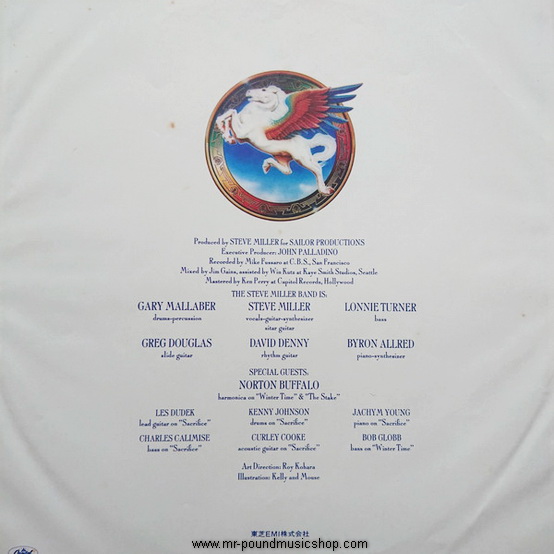 Produced by STEVE MILLER for SAILOR PRODUCTIONS
Executive Producer: JOHN PALLADINO
Recorded by Mike Fusaro at C.B.S., San Francisco
Mixed by Jim Gains, assisted by Win Kutz at Kaye Smith Studios, Seattle
Mastered by Ken Perry at Capitol Records, Hollywood
THE STEVE MILLER BAND IS:
GARY MALLABER STEVE MILLER LONNIE TURNER
drums-percussion vocals-guitar-synthesizer bass
sitar guitar
GREG DOUGLAS DAVID DENNY BYRON ALLRED
slide guitar rhythm guitar piano-synthesizer
SPECIAL GUESTS:
NORTON BUFFALO
harmonica on "Winter Time" & "The Stake"
LES DUDEK KENNY JOHNSON JACHYM YOUNG
lead guitar on "Sacrifice" drums on "Sacrifice" piano on "Sacrifice"
CHARLES CALIMISE CURLEY COOKE BOB GLOBB
bass on "Sacrifice" acoustic guitar on "Sacrifice" bass on "Winter Time"
Art Direction: Roy Kohara
Illustration: Kelly and Mouse
東芝EMI株式会社
Capitol
www.mr-poundmusicshop.com